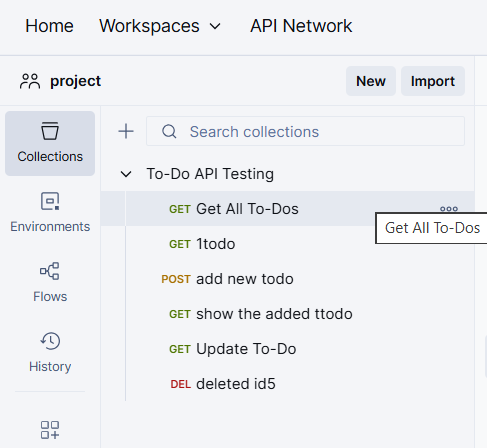 Home Workspaces API Network
project New Import
Collections
Search collections
To-Do API Testing
GET Get All To-Dos
Get All To-Dos
Environments
GET 1todo
POST add new todo
Flows
GET show the added ttodo
GET Update To-Do
History
DEL deleted id5